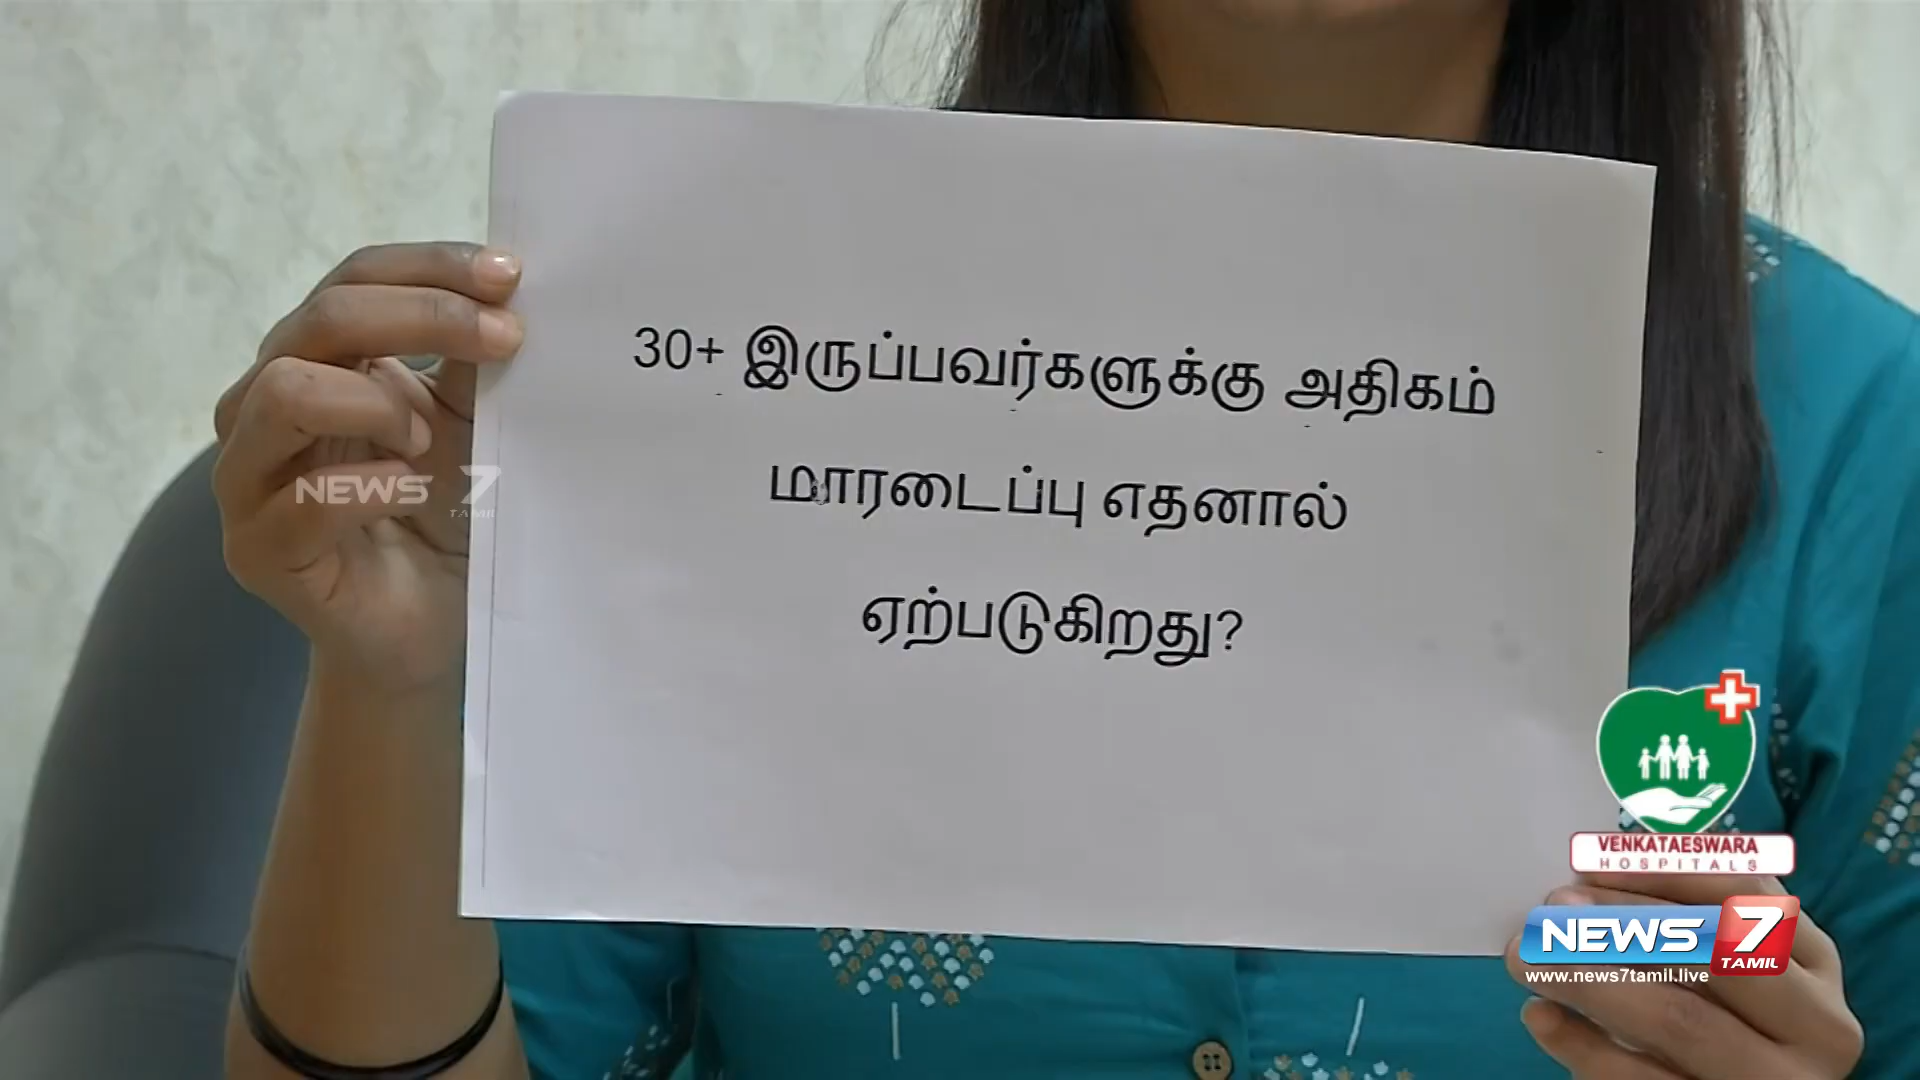 30+ இருப்பவர்களுக்கு அதிகம்
மாரடைப்பு எதனால்
ஏற்படுகிறது?
NEWS 7
TAMIL
VENKATAESWARA
HOSPITALS
NEWS 7
TAMIL
www.news7tamil.live